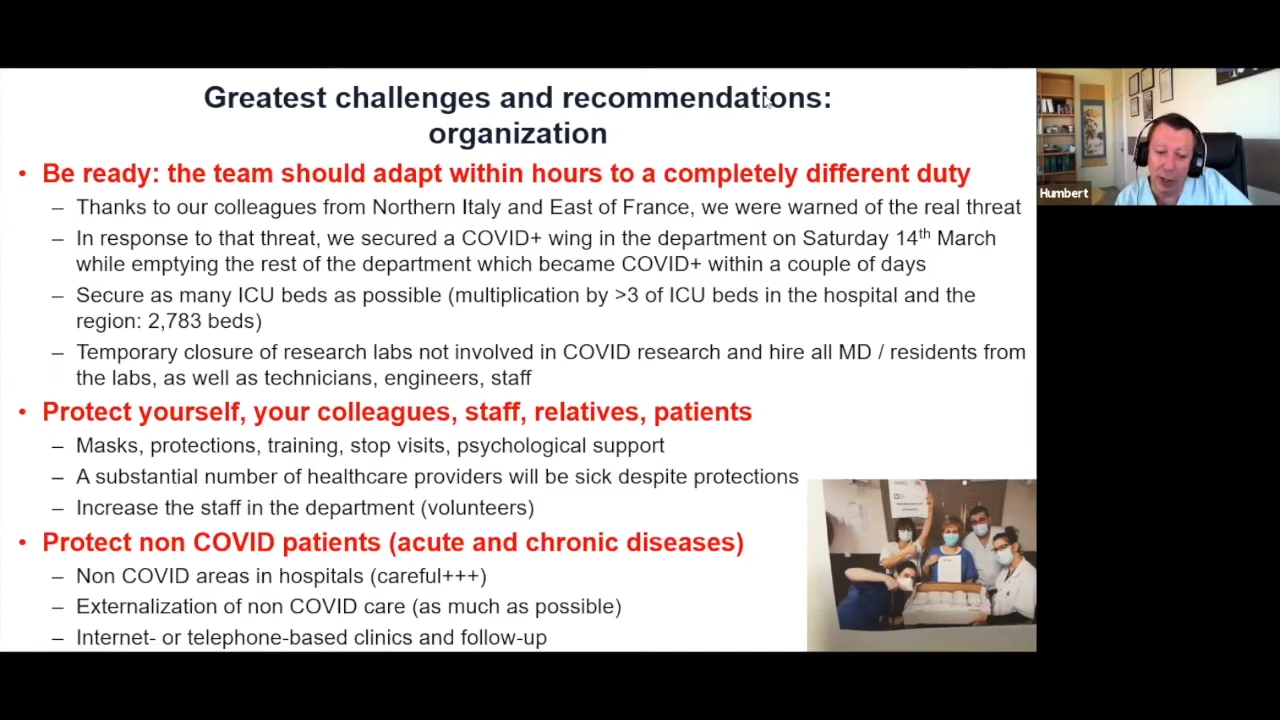 Greatest challenges and recommendations:
organization
• Be ready: the team should adapt within hours to a completely different duty
– Thanks to our colleagues from Northern Italy and East of France, we were warned of the real threat
– In response to that threat, we secured a COVID+ wing in the department on Saturday 14th March
while emptying the rest of the department which became COVID+ within a couple of days
– Secure as many ICU beds as possible (multiplication by >3 of ICU beds in the hospital and the
region: 2,783 beds)
– Temporary closure of research labs not involved in COVID research and hire all MD / residents from
the labs, as well as technicians, engineers, staff
• Protect yourself, your colleagues, staff, relatives, patients
– Masks, protections, training, stop visits, psychological support
– A substantial number of healthcare providers will be sick despite protections
– Increase the staff in the department (volunteers)
• Protect non COVID patients (acute and chronic diseases)
– Non COVID areas in hospitals (careful+++)
– Externalization of non COVID care (as much as possible)
– Internet- or telephone-based clinics and follow-up
Humbert